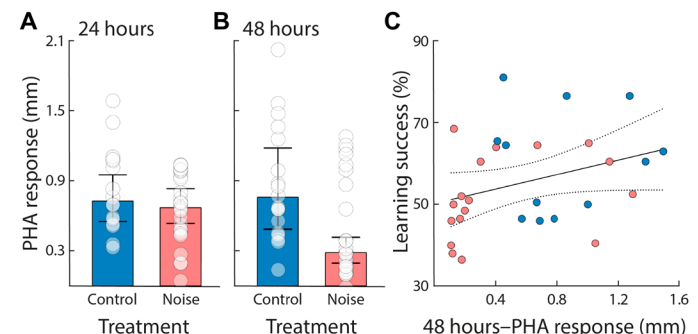 A 24 hours
B 48 hours
C
PHA response (mm)
2.1
1.5
0.9
0.3
Control Noise
Treatment
Control Noise
Treatment
Learning success (%)
90
70
50
30
0.4 0.8 1.2 1.6
48 hours–PHA response (mm)